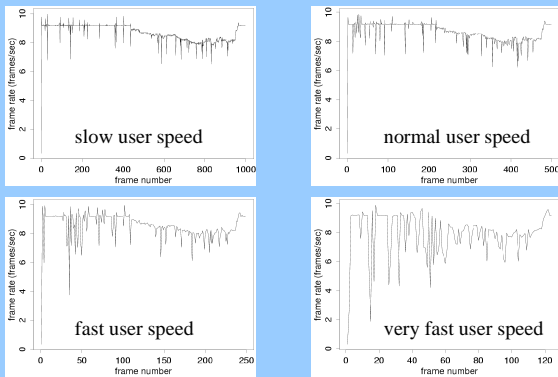 frame rate (frames/sec)
0 2 4 6 8 10
slow user speed
0 200 400 600 800 1000
frame number
frame rate (frames/sec)
0 2 4 6 8 10
normal user speed
0 100 200 300 400 500
frame number
frame rate (frames/sec)
0 2 4 6 8 10
fast user speed
0 50 100 150 200 250
frame number
frame rate (frames/sec)
0 2 4 6 8 10
very fast user speed
0 20 40 60 80 100 120
frame number